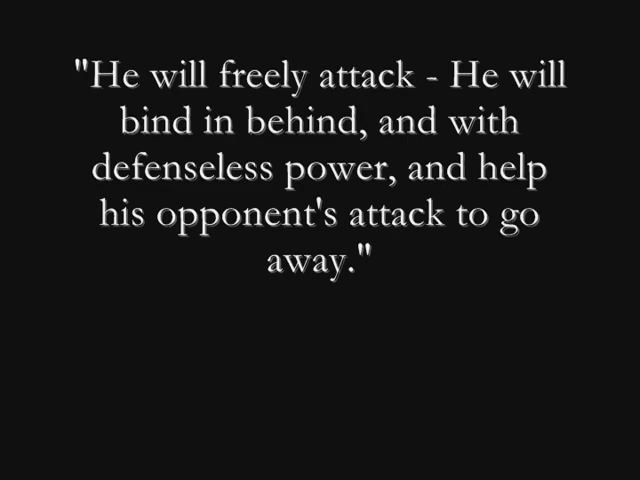 "He will freely attack - He will
bind in behind, and with
defenseless power, and help
his opponent's attack to go
away."